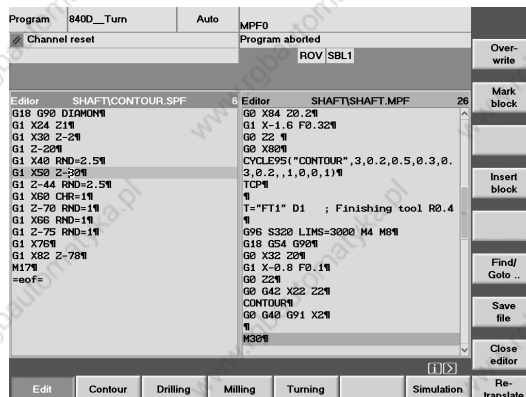 Program 840D__Turn Auto MPF0
Channel reset Program aborted
ROV SBL1
Over-
write
Mark
block
Insert
block
Find/
Goto ..
Save
file
Close
editor
Re-
translate
Editor SHAFT\CONTOUR.SPF 6
G18 G90 DIAMON¶
G1 X24 Z1¶
G1 X30 Z-2¶
G1 Z-20¶
G1 X40 RND=2.5¶
G1 X50 Z-30¶
G1 Z-44 RND=2.5¶
G1 X60 CHR=1¶
G1 Z-70 RND=1¶
G1 X66 RND=1¶
G1 Z-75 RND=1¶
G1 X76¶
G1 X82 Z-78¶
M17¶
=eof=
Editor SHAFT\SHAFT.MPF 26
G0 X84 Z0.2¶
G1 X-1.6 F0.32¶
G0 Z2 ¶
G0 X80¶
CYCLE95("CONTOUR",3,0.2,0.5,0.3,0.
3,0.2,,1,0,0,1)¶
TCP¶
¶
T="FT1" D1 ; Finishing tool R0.4
¶
G96 S320 LIMS=3000 M4 M8¶
G18 G54 G90¶
G0 X32 Z0¶
G1 X-0.8 F0.1¶
G0 Z2¶
G0 G42 X22 Z2¶
CONTOUR¶
G0 G40 G91 X2¶
¶
M30¶
Edit Contour Drilling Milling Turning Simulation
www.rgbautomatyka.pl